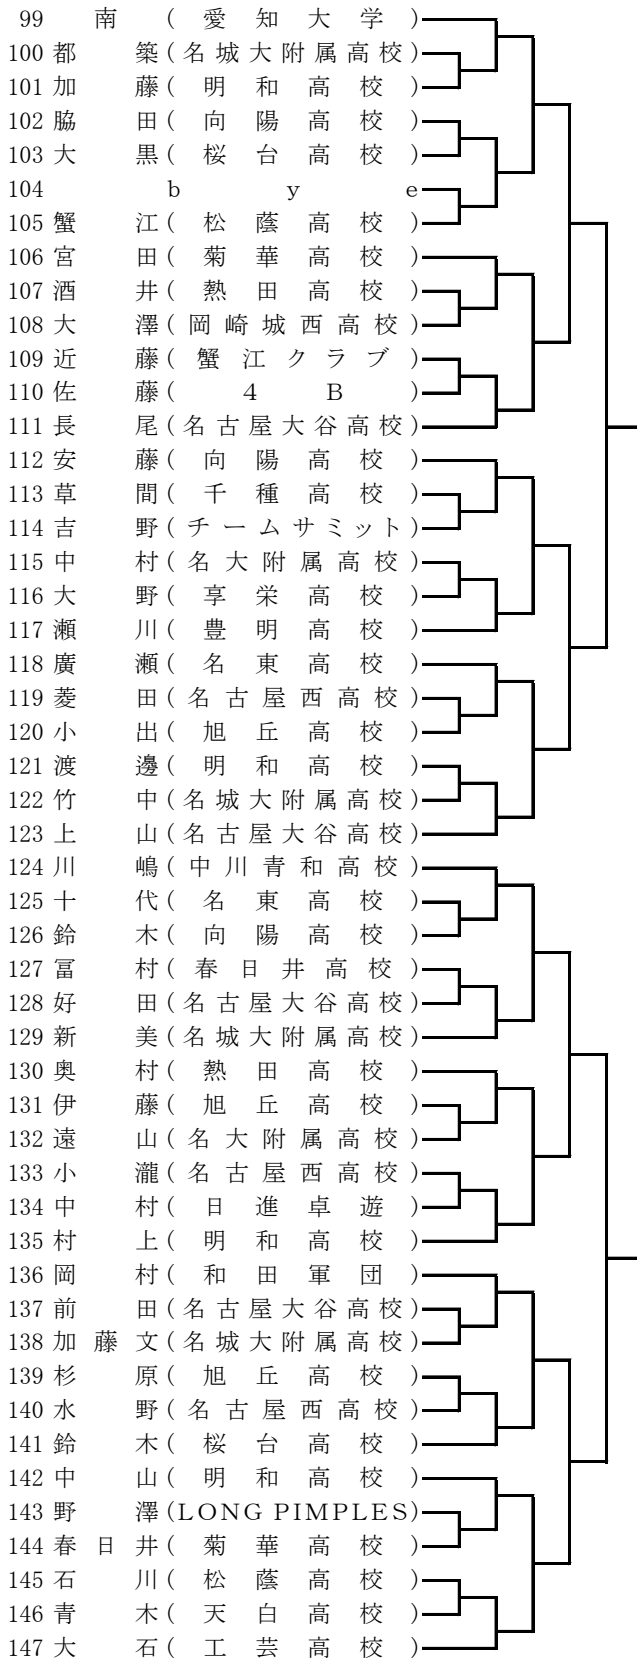 99 南 (愛知大学)
100 都築 (名城大附属高校)
101 加藤 (明和高校)
102 脇田 (向陽高校)
103 大黒 (桜台高校)
104 bye
105 蟹江 (松蔭高校)
106 宮田 (菊華高校)
107 酒井 (熱田高校)
108 大澤 (岡崎城西高校)
109 近藤 (蟹江クラブ)
110 佐藤 (4B)
111 長尾 (名古屋大谷高校)
112 安藤 (向陽高校)
113 草間 (千種高校)
114 吉野 (チームサミット)
115 中村 (名大附属高校)
116 大野 (享栄高校)
117 瀬川 (豊明高校)
118 廣瀬 (名東高校)
119 菱田 (名古屋西高校)
120 小出 (旭丘高校)
121 渡邊 (明和高校)
122 竹中 (名城大附属高校)
123 上山 (名古屋大谷高校)
124 川嶋 (中川青和高校)
125 十代 (名東高校)
126 鈴木 (向陽高校)
127 冨村 (春日井高校)
128 好田 (名古屋大谷高校)
129 新美 (名城大附属高校)
130 奥村 (熱田高校)
131 伊藤 (旭丘高校)
132 遠山 (名大附属高校)
133 小瀧 (名古屋西高校)
134 中村 (日進卓遊)
135 村上 (明和高校)
136 岡村 (和田軍団)
137 前田 (名古屋大谷高校)
138 加藤文 (名城大附属高校)
139 杉原 (旭丘高校)
140 水野 (名古屋西高校)
141 鈴木 (桜台高校)
142 中山 (明和高校)
143 野澤 (LONG PIMPLES)
144 春日井 (菊華高校)
145 石川 (松蔭高校)
146 青木 (天白高校)
147 大石 (工芸高校)